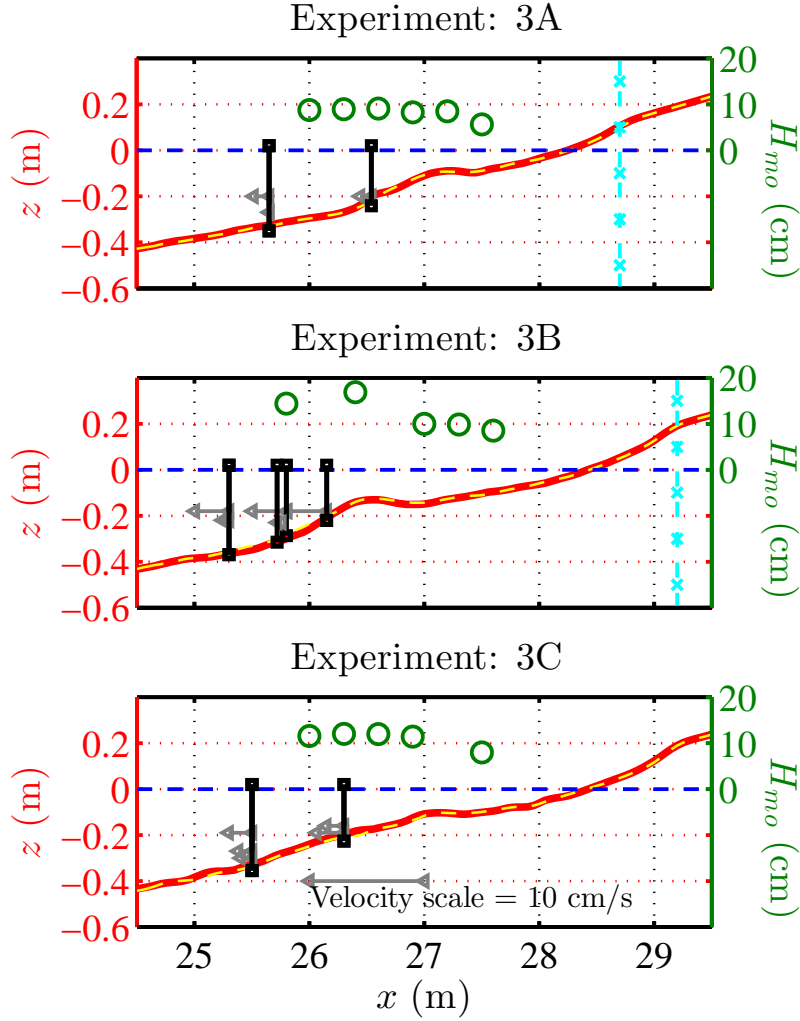 Experiment: 3A
0.2
0
−0.2
−0.4
−0.6
z (m)
20
10
0
H_mo (cm)
Experiment: 3B
0.2
0
−0.2
−0.4
−0.6
z (m)
20
10
0
H_mo (cm)
Experiment: 3C
0.2
0
−0.2
−0.4
−0.6
z (m)
20
10
0
H_mo (cm)
Velocity scale = 10 cm/s
25 26 27 28 29
x (m)